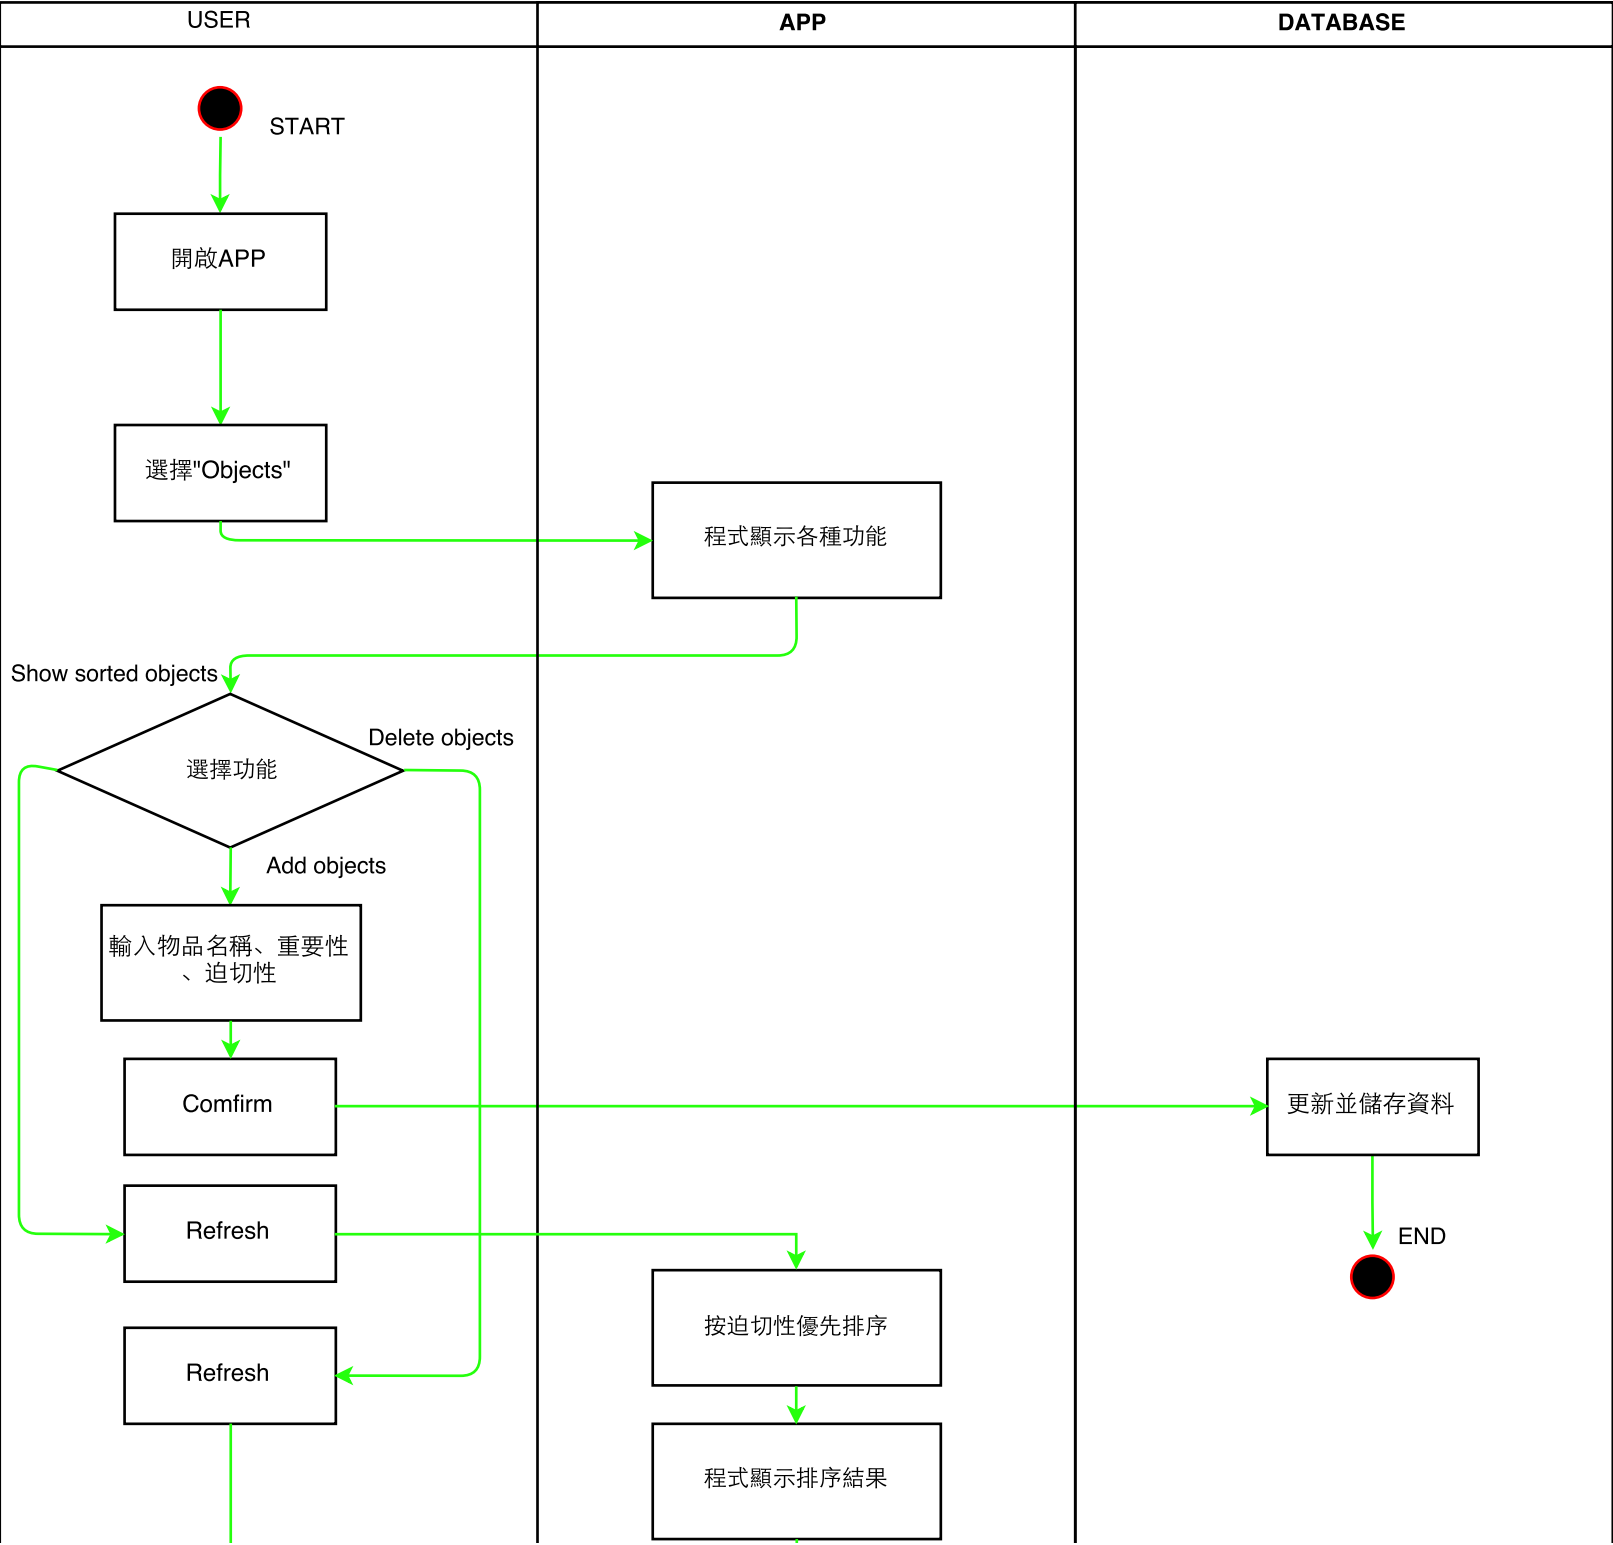 USER
APP
DATABASE
START
開啟APP
選擇"Objects"
程式顯示各種功能
Show sorted objects
Delete objects
選擇功能
Add objects
輸入物品名稱、重要性
、迫切性
Comfirm
更新並儲存資料
Refresh
END
按迫切性優先排序
Refresh
程式顯示排序結果